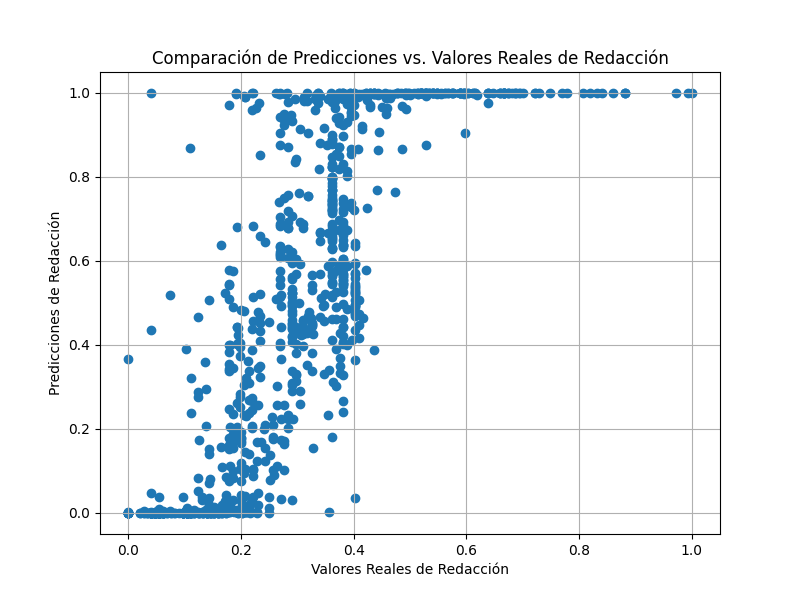 Comparación de Predicciones vs. Valores Reales de Redacción
Predicciones de Redacción
1.0
0.8
0.6
0.4
0.2
0.0
0.0 0.2 0.4 0.6 0.8 1.0
Valores Reales de Redacción